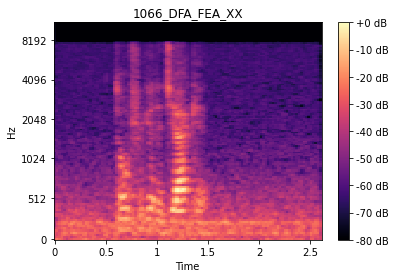 1066_DFA_FEA_XX
8192
4096
2048
1024
512
0
Hz
0
0.5
1
1.5
2
2.5
Time
+0 dB
-10 dB
-20 dB
-30 dB
-40 dB
-50 dB
-60 dB
-70 dB
-80 dB